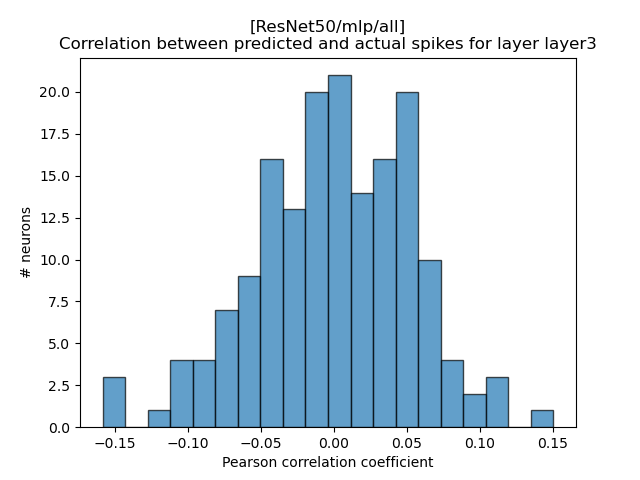 [ResNet50/mlp/all]
Correlation between predicted and actual spikes for layer layer3
20.0
17.5
15.0
12.5
10.0
7.5
5.0
2.5
0.0
# neurons
−0.15 −0.10 −0.05 0.00 0.05 0.10 0.15
Pearson correlation coefficient